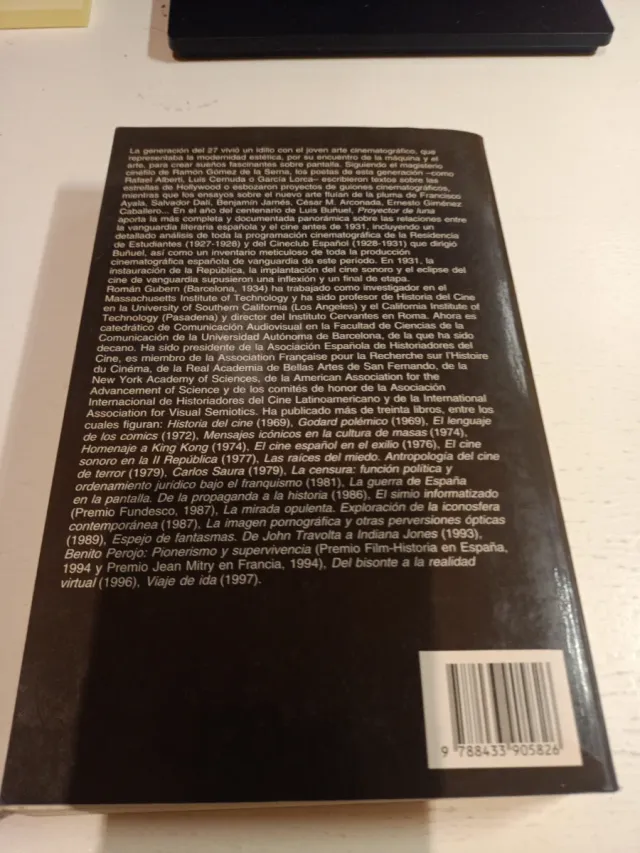 La generación del 27 vivió un idilio con el joven arte cinematográfico, que
representaba la modernidad estética, por su encuentro de la máquina y el
arte, para crear sueños fascinantes sobre pantalla. Siguiendo el magisterio
cinéfilo de Ramón Gómez de la Serna, los poetas de esta generación –como
Rafael Alberti, Luis Cernuda o García Lorca– escribieron textos sobre las
estrellas de Hollywood o esbozaron proyectos de guiones cinematográficos,
mientras que los ensayos sobre el nuevo arte fluían de la pluma de Francisco
Ayala, Salvador Dalí, Benjamín Jarnés, César M. Arconada, Ernesto Giménez
Caballero... En el año del centenario de Luis Buñuel, Proyector de luna
aporta la más completa y documentada panorámica sobre las relaciones entre
la vanguardia literaria española y el cine antes de 1931, incluyendo un
detallado análisis de toda la programación cinematográfica de la Residencia
de Estudiantes (1927-1928) y del Cineclub Español (1928-1931) que dirigió
Buñuel, así como un inventario meticuloso de toda la producción
cinematográfica española de vanguardia de este periodo. En 1931, la
instauración de la República, la implantación del cine sonoro y el eclipse del
cine de vanguardia supusieron una inflexión y un final de etapa.
Román Gubern (Barcelona, 1934) ha trabajado como investigador en el
Massachusetts Institute of Technology y ha sido profesor de Historia del Cine
en la University of Southern California (Los Angeles) y el California Institute of
Technology (Pasadena) y director del Instituto Cervantes en Roma. Ahora es
catedrático de Comunicación Audiovisual en la Facultad de Ciencias de la
Comunicación de la Universidad Autónoma de Barcelona, de la que ha sido
decano. Ha sido presidente de la Asociación Española de Historiadores del
Cine, es miembro de la Association Française pour la Recherche sur l'Histoire
du Cinéma, de la Real Academia de Bellas Artes de San Fernando, de la
New York Academy of Sciences, de la American Association for the
Advancement of Science y de los comités de honor de la Asociación
Internacional de Historiadores del Cine Latinoamericano y de la International
Association for Visual Semiotics. Ha publicado más de treinta libros, entre los
cuales figuran: Historia del cine (1969), Godard polémico (1969), El lenguaje
de los comics (1972), Mensajes icónicos en la cultura de masas (1974),
Homenaje a King Kong (1974), El cine español en el exilio (1976), El cine
sonoro en la II República (1977), Las raíces del miedo. Antropología del cine
de terror (1979), Carlos Saura (1979), La censura: función política y
ordenamiento jurídico bajo el franquismo (1981), La guerra de España
en la pantalla. De la propaganda a la historia (1986), El simio informatizado
(Premio Fundesco, 1987), La mirada opulenta. Exploración de la iconosfera
contemporánea (1987), La imagen pornográfica y otras perversiones ópticas
(1989), Espejo de fantasmas. De John Travolta a Indiana Jones (1993),
Benito Perojo: Pionerismo y supervivencia (Premio Film-Historia en España,
1994 y Premio Jean Mitry en Francia, 1994), Del bisonte a la realidad
virtual (1996), Viaje de ida (1997).
9 788433 905826